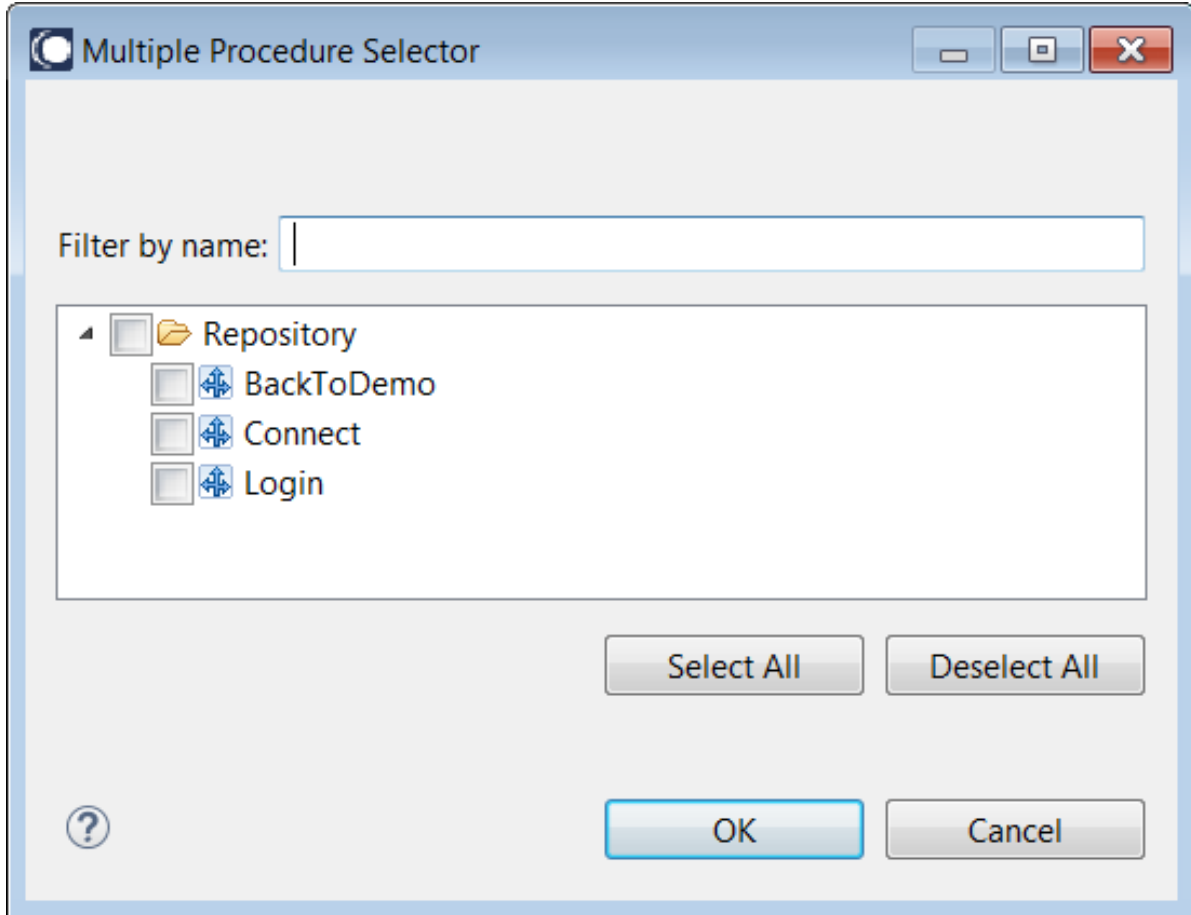 Multiple Procedure Selector
Filter by name:
Repository
BackToDemo
Connect
Login
Select All Deselect All
? OK Cancel